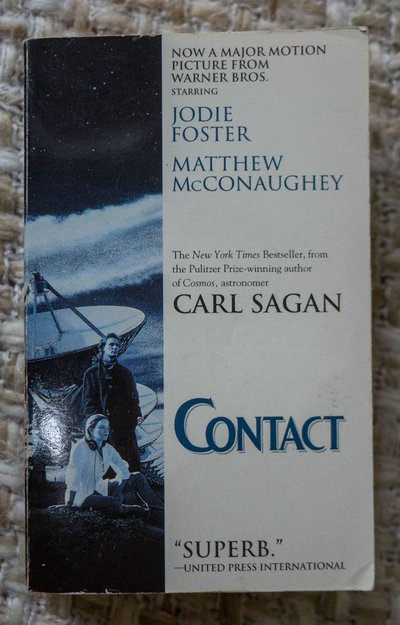 NOW A MAJOR MOTION
PICTURE FROM
WARNER BROS.
STARRING
JODIE
FOSTER
MATTHEW
McCONAUGHEY
The New York Times Bestseller, from
the Pulitzer Prize-winning author
of Cosmos, astronomer
CARL SAGAN
CONTACT
“SUPERB.”
—UNITED PRESS INTERNATIONAL